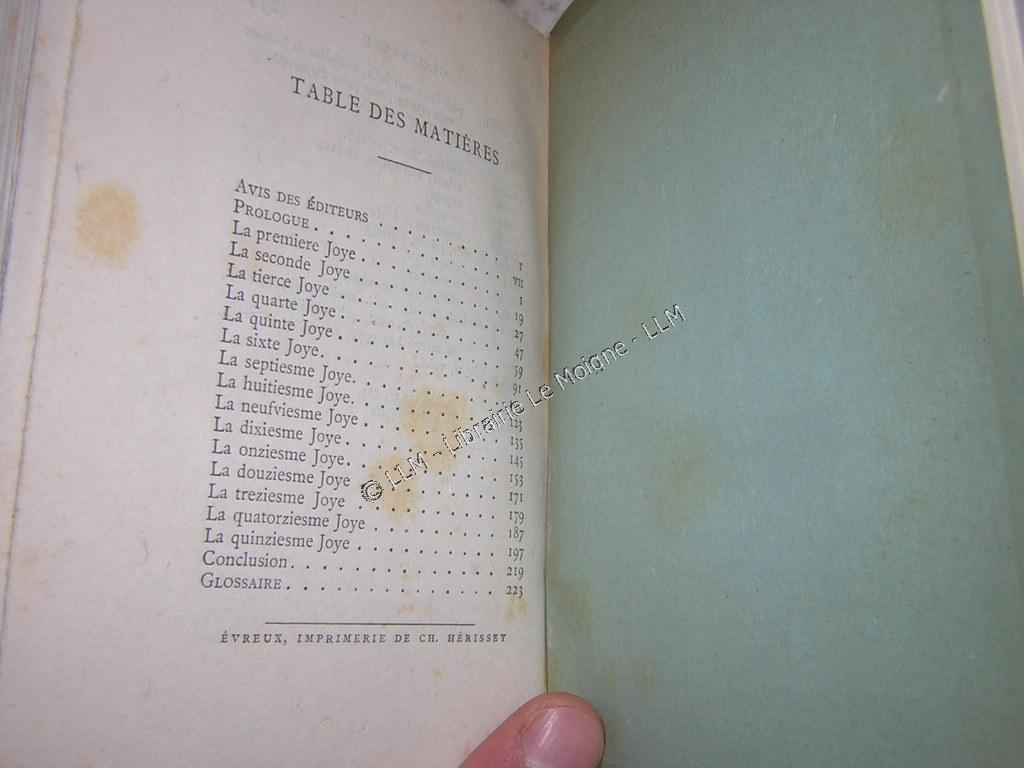 TABLE DES MATIÈRES
AVIS DES ÉDITEURS . . . . . . . I
PROLOGUE . . . . . . . . . . VII
La premiere Joye . . . . . . . . 1
La seconde Joye . . . . . . . . 19
La tierce Joye . . . . . . . . 27
La quarte Joye . . . . . . . . 47
La quinte Joye . . . . . . . . 59
La sixte Joye . . . . . . . . 91
La septiesme Joye . . . . . . .
La huitiesme Joye . . . . . . . 123
La neufviesme Joye . . . . . . . 135
La dixiesme Joye . . . . . . . 145
La onziesme Joye . . . . . . . 153
La douziesme Joye . . . . . . . 171
La treziesme Joye . . . . . . . 179
La quatorziesme Joye . . . . . . . 187
La quinziesme Joye . . . . . . . 197
Conclusion . . . . . . . . . . 219
GLOSSAIRE . . . . . . . . . . 223
ÉVREUX, IMPRIMERIE DE CH. HÉRISSEY
© LLM - Librairie Le Moigne - LLM